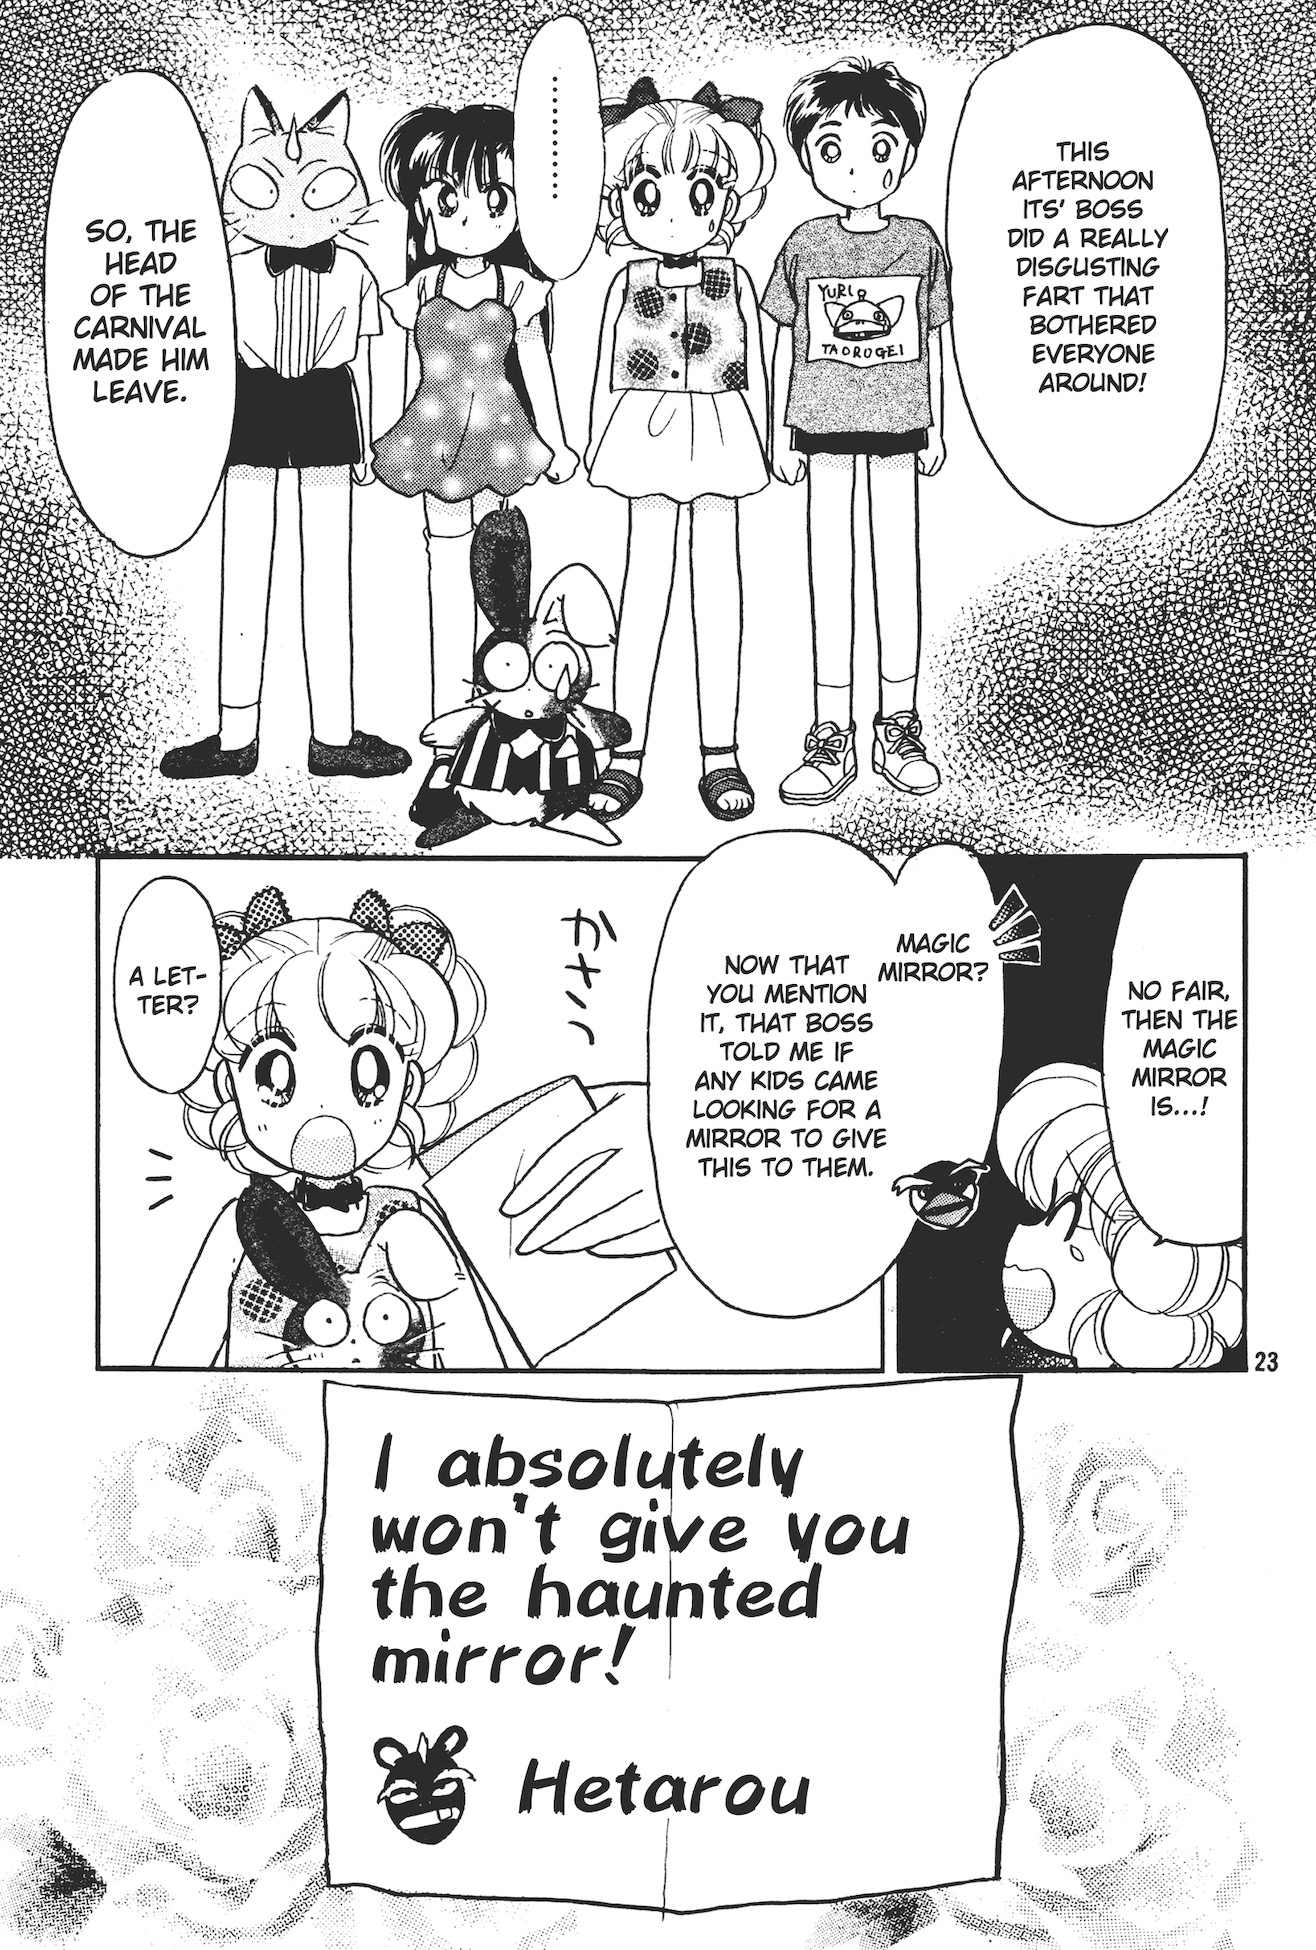 THIS
AFTERNOON
ITS' BOSS
DID A REALLY
DISGUSTING
FART THAT
BOTHERED
EVERYONE
AROUND!
YURI
TAOROGEI
..........
SO, THE
HEAD
OF THE
CARNIVAL
MADE HIM
LEAVE.
NO FAIR,
THEN THE
MAGIC
MIRROR
IS...!
MAGIC
MIRROR?
NOW THAT
YOU MENTION
IT, THAT BOSS
TOLD ME IF
ANY KIDS CAME
LOOKING FOR A
MIRROR TO GIVE
THIS TO THEM.
カサッ
A LET-
TER?
23
I absolutely
won't give you
the haunted
mirror!
Hetarou